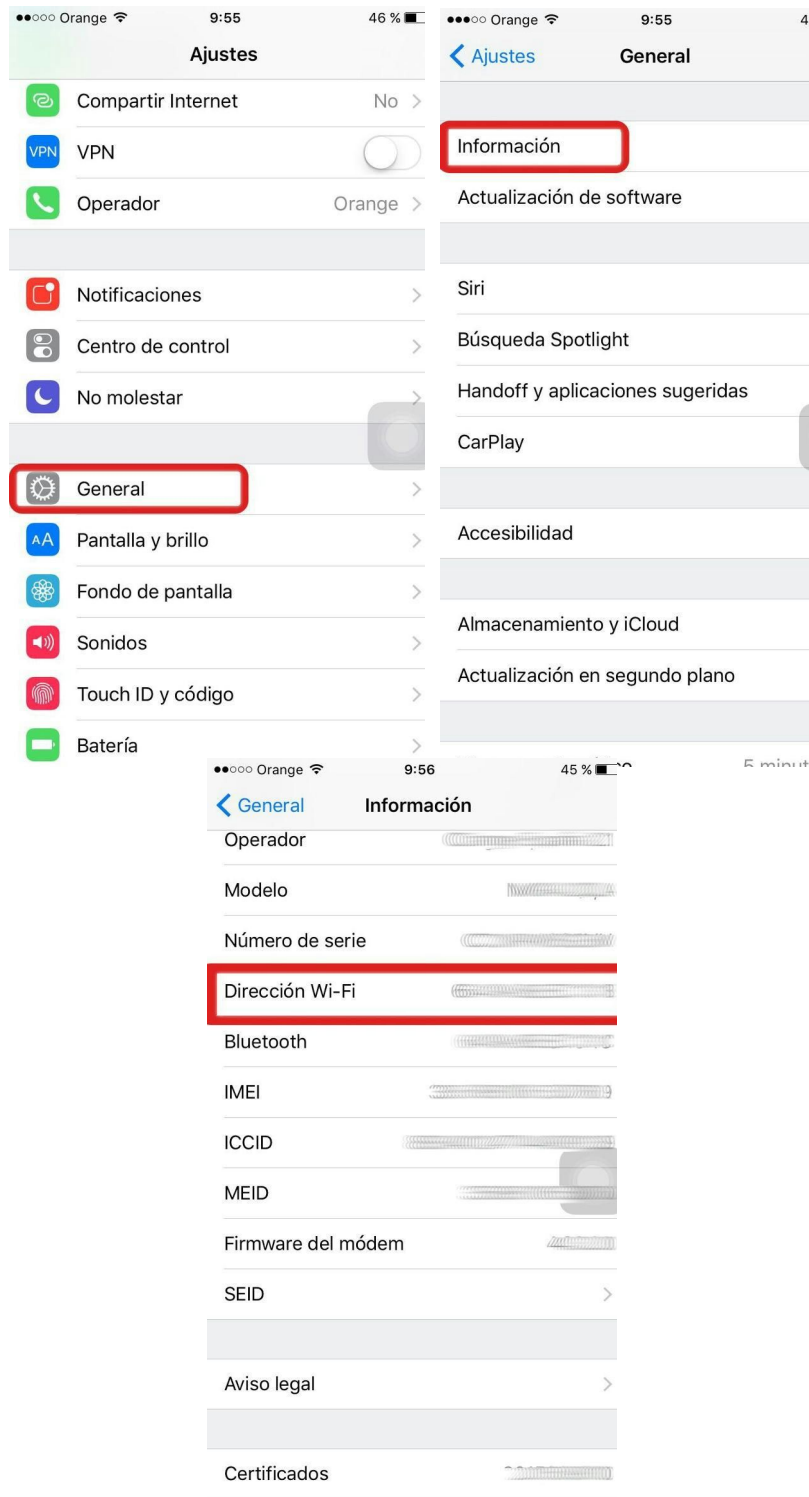 Orange 9:55 46 %
Ajustes
Compartir Internet No
VPN VPN
Operador Orange
Notificaciones
Centro de control
No molestar
General
AA Pantalla y brillo
Fondo de pantalla
Sonidos
Touch ID y código
Batería
Orange 9:55 4
Ajustes General
Información
Actualización de software
Siri
Búsqueda Spotlight
Handoff y aplicaciones sugeridas
CarPlay
Accesibilidad
Almacenamiento y iCloud
Actualización en segundo plano
Orange 9:56 45 %
General Información
Operador
Modelo
Número de serie
Dirección Wi-Fi
Bluetooth
IMEI
ICCID
MEID
Firmware del módem
SEID
Aviso legal
Certificados